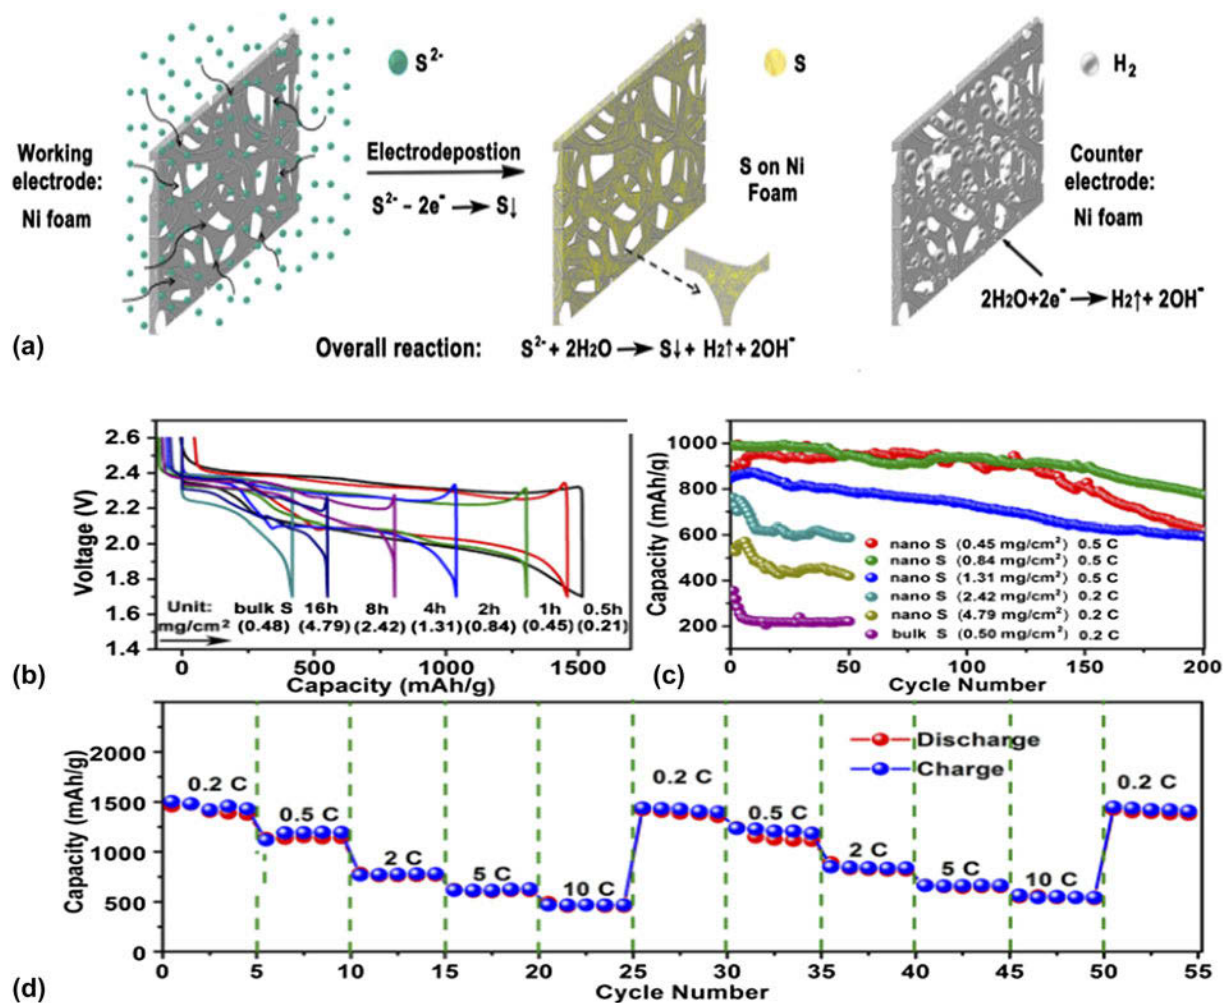 S²⁻
S
H₂
Working
electrode:
Ni foam
Electrodepostion
S²⁻ – 2e⁻ → S↓
S on Ni
Foam
Counter
electrode:
Ni foam
2H₂O+2e⁻ → H₂↑+ 2OH⁻
(a)
Overall reaction: S²⁻ + 2H₂O → S↓ + H₂↑ + 2OH⁻
2.6
2.4
2.2
2.0
1.8
1.6
1.4
Voltage (V)
Unit: bulk S 16h 8h 4h 2h 1h 0.5h
mg/cm² (0.48) (4.79) (2.42) (1.31) (0.84) (0.45) (0.21)
0 500 1000 1500
Capacity (mAh/g)
(b)
1000
800
600
400
200
Capacity (mAh/g)
nano S (0.45 mg/cm²) 0.5 C
nano S (0.84 mg/cm²) 0.5 C
nano S (1.31 mg/cm²) 0.5 C
nano S (2.42 mg/cm²) 0.2 C
nano S (4.79 mg/cm²) 0.2 C
bulk S (0.50 mg/cm²) 0.2 C
0 50 100 150 200
Cycle Number
(c)
2000
1500
1000
500
0
Capacity (mAh/g)
Discharge
Charge
0.2 C
0.5 C
2 C
5 C
10 C
0.2 C
0.5 C
2 C
5 C
10 C
0.2 C
0 5 10 15 20 25 30 35 40 45 50 55
Cycle Number
(d)